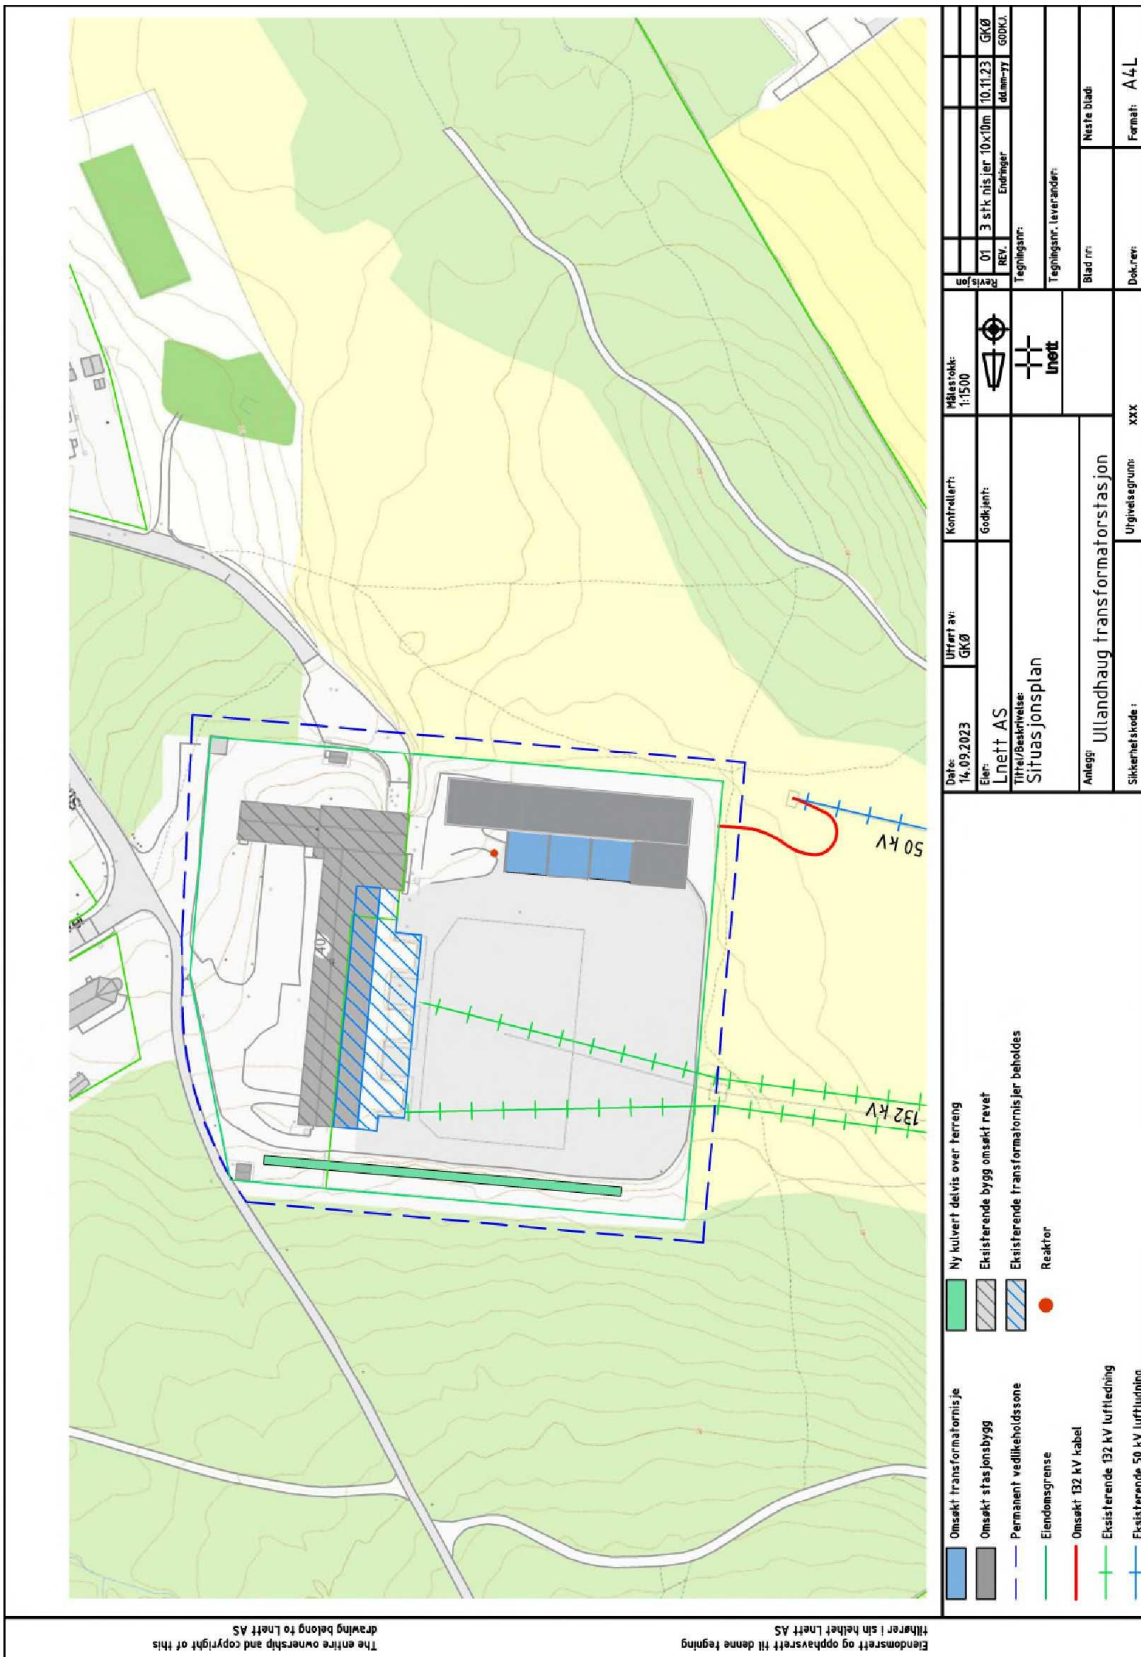 50 kV
132 kV
Omsøkt transformatornisje
Omsøkt stasjonsbygg
Permanent vedlikeholdssone
Eiendomsgrense
Omsøkt 132 kV kabel
Eksisterende 132 kV luftledning
Eksisterende 50 kV luftledning
Ny kulvert delvis over terreng
Eksisterende bygg omsøkt revet
Eksisterende transformatornisjer beholdes
Reaktor
Dato:
14.09.2023
Utført av:
GKØ
Kontrollert:
Målestokk:
1:1500
Eier:
Lnett AS
Godkjent:
Tittel/Beskrivelse:
Situasjonsplan
Lnett
Anlegg:
Ullandhaug transformatorstasjon
Sikkerhetskode:
Utgivelsegrunn:
xxx
Revisjon
01
3 stk nisjer 10x10m
10.11.23
GKØ
REV.
Endringer
dd.mm-yy
GODKJ.
Tegningsnr:
Tegningsnr. leverandør:
Blad nr:
Neste blad:
Dok.rev:
Format: A4L
Eiendomsrett og opphavsrett til denne tegning
tilhører i sin helhet Lnett AS
The entire ownership and copyright of this
drawing belong to Lnett AS